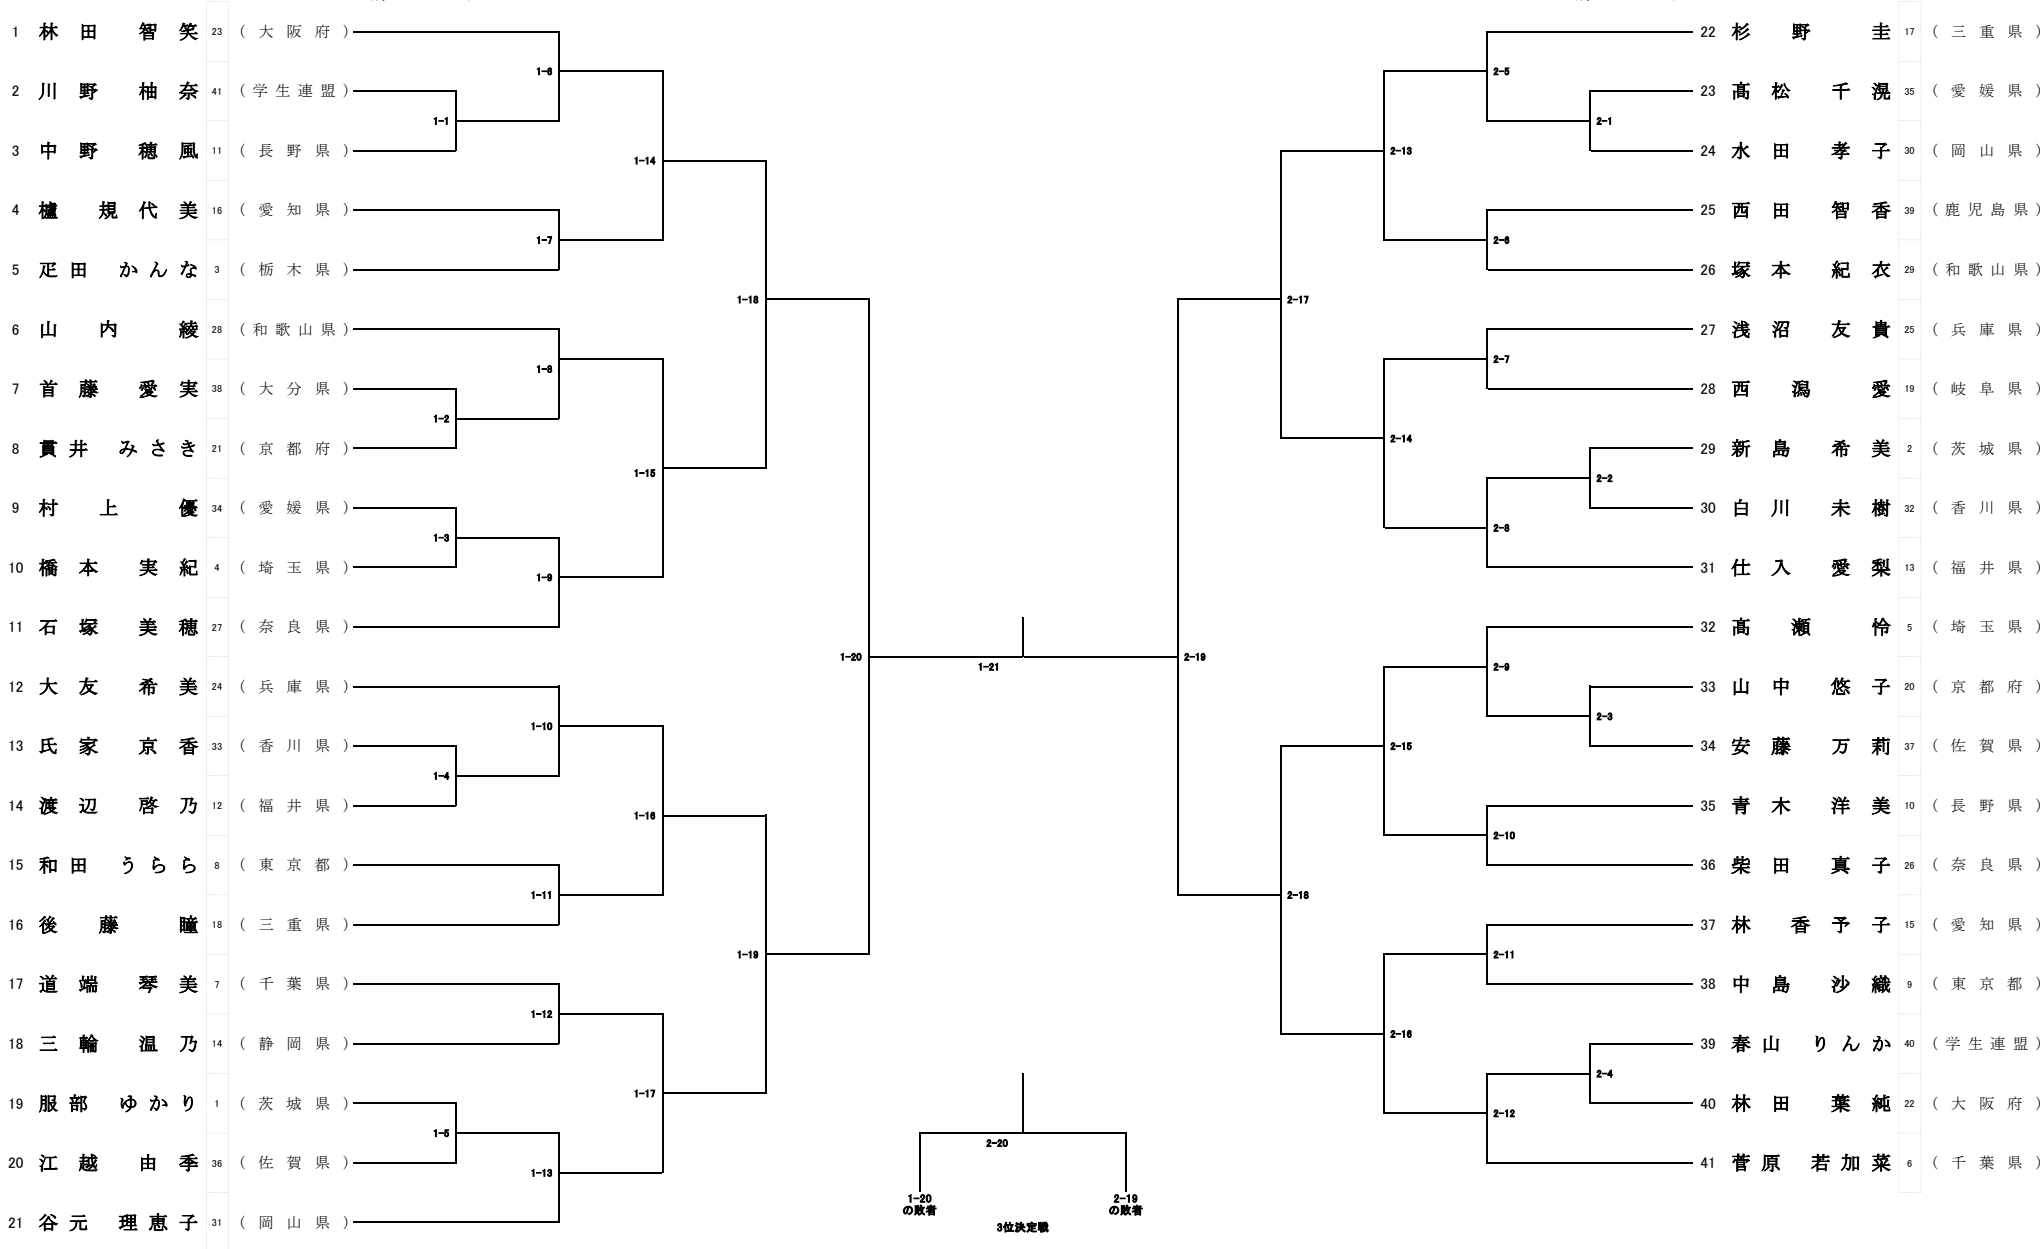 1 林田 智笑 23 (大阪府)
2 川野 柚奈 41 (学生連盟)
3 中野 穂風 11 (長野県)
4 櫨 規代美 16 (愛知県)
5 疋田 かんな 3 (栃木県)
6 山内 綾 28 (和歌山県)
7 首藤 愛実 38 (大分県)
8 貫井 みさき 21 (京都府)
9 村上 優 34 (愛媛県)
10 橋本 実紀 4 (埼玉県)
11 石塚 美穂 27 (奈良県)
12 大友 希美 24 (兵庫県)
13 氏家 京香 33 (香川県)
14 渡辺 啓乃 12 (福井県)
15 和田 うらら 8 (東京都)
16 後藤 瞳 18 (三重県)
17 道端 琴美 7 (千葉県)
18 三輪 温乃 14 (静岡県)
19 服部 ゆかり 1 (茨城県)
20 江越 由季 36 (佐賀県)
21 谷元 理恵子 31 (岡山県)
1-1
1-2
1-3
1-4
1-5
1-6
1-7
1-8
1-9
1-10
1-11
1-12
1-13
1-14
1-15
1-16
1-17
1-18
1-19
1-20
1-21
2-19
2-17
2-18
2-13
2-14
2-15
2-16
2-5
2-6
2-7
2-8
2-9
2-10
2-11
2-12
2-1
2-2
2-3
2-4
22 杉野 圭 17 (三重県)
23 髙松 千滉 35 (愛媛県)
24 水田 孝子 30 (岡山県)
25 西田 智香 39 (鹿児島県)
26 塚本 紀衣 29 (和歌山県)
27 浅沼 友貴 25 (兵庫県)
28 西潟 愛 19 (岐阜県)
29 新島 希美 2 (茨城県)
30 白川 未樹 32 (香川県)
31 仕入 愛梨 13 (福井県)
32 髙瀬 怜 5 (埼玉県)
33 山中 悠子 20 (京都府)
34 安藤 万莉 37 (佐賀県)
35 青木 洋美 10 (長野県)
36 柴田 真子 26 (奈良県)
37 林 香予子 15 (愛知県)
38 中島 沙織 9 (東京都)
39 春山 りんか 40 (学生連盟)
40 林田 葉純 22 (大阪府)
41 菅原 若加菜 6 (千葉県)
2-20
1-20
の敗者
2-19
の敗者
3位決定戦